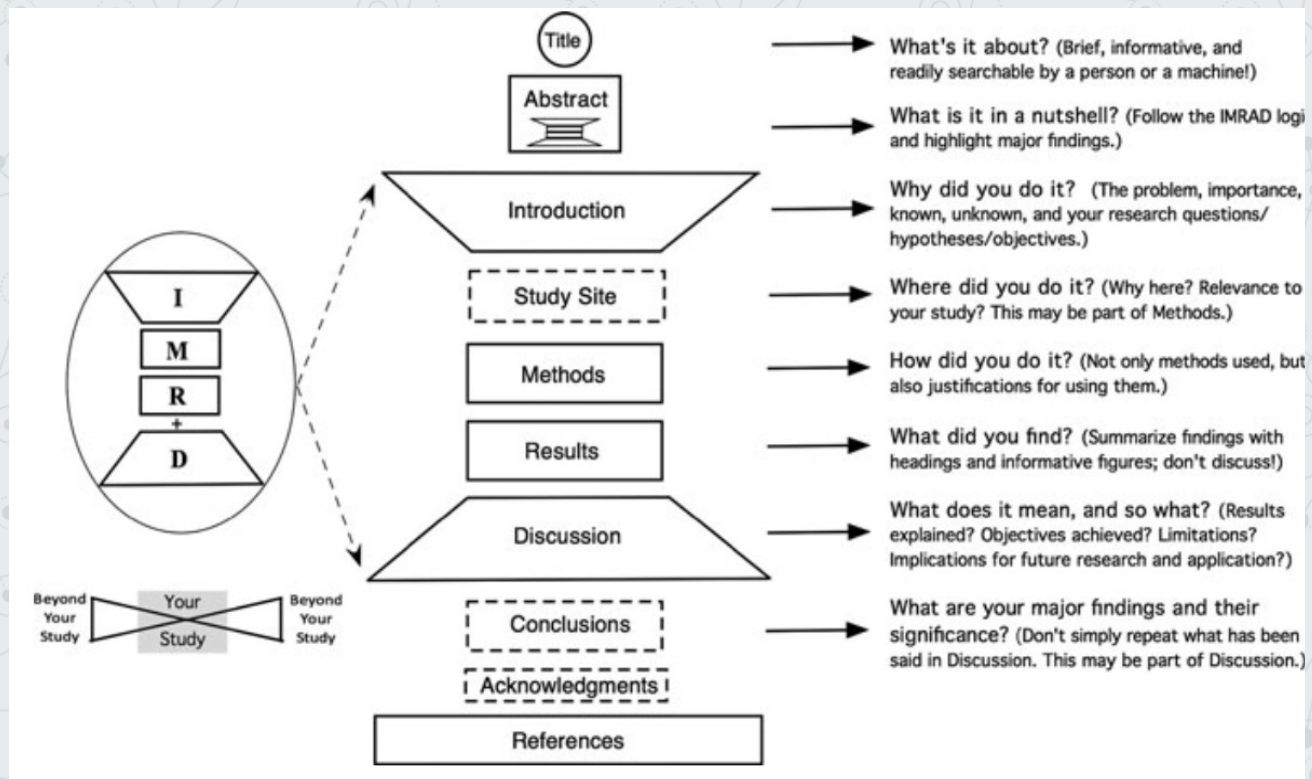 Title
What's it about? (Brief, informative, and
readily searchable by a person or a machine!)
Abstract
What is it in a nutshell? (Follow the IMRAD logi
and highlight major findings.)
Introduction
Why did you do it? (The problem, importance,
known, unknown, and your research questions/
hypotheses/objectives.)
Study Site
Where did you do it? (Why here? Relevance to
your study? This may be part of Methods.)
Methods
How did you do it? (Not only methods used, but
also justifications for using them.)
Results
What did you find? (Summarize findings with
headings and informative figures; don't discuss!)
Discussion
What does it mean, and so what? (Results
explained? Objectives achieved? Limitations?
Implications for future research and application?)
Conclusions
What are your major findings and their
significance? (Don't simply repeat what has been
said in Discussion. This may be part of Discussion.)
Acknowledgments
References
I
M
R
+
D
Beyond
Your
Study
Your
Study
Beyond
Your
Study